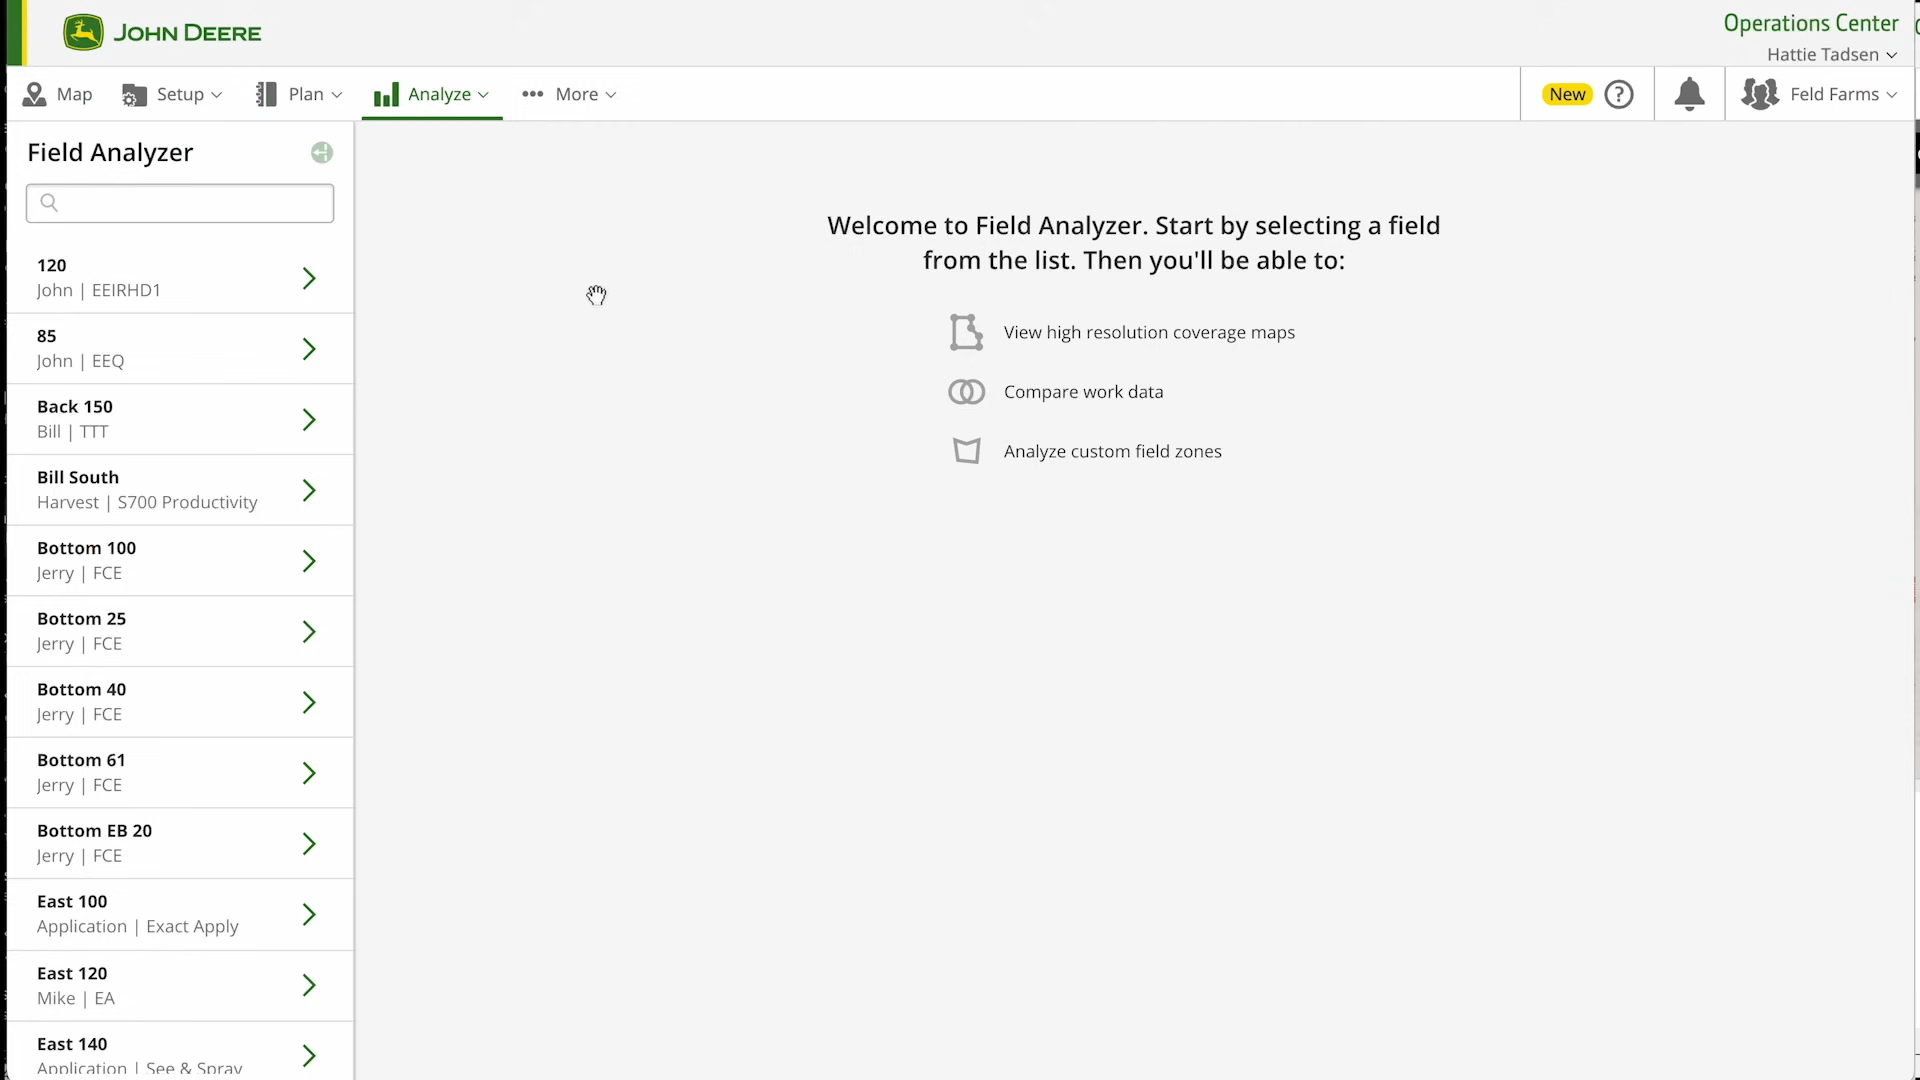 JOHN DEERE
Operations Center
Hattie Tadsen
Map
Setup
Plan
Analyze
More
New
Feld Farms
Field Analyzer
120
John | EEIRHD1
85
John | EEQ
Back 150
Bill | TTT
Bill South
Harvest | S700 Productivity
Bottom 100
Jerry | FCE
Bottom 25
Jerry | FCE
Bottom 40
Jerry | FCE
Bottom 61
Jerry | FCE
Bottom EB 20
Jerry | FCE
East 100
Application | Exact Apply
East 120
Mike | EA
East 140
Application | See & Spray
Welcome to Field Analyzer. Start by selecting a field
from the list. Then you'll be able to:
View high resolution coverage maps
Compare work data
Analyze custom field zones